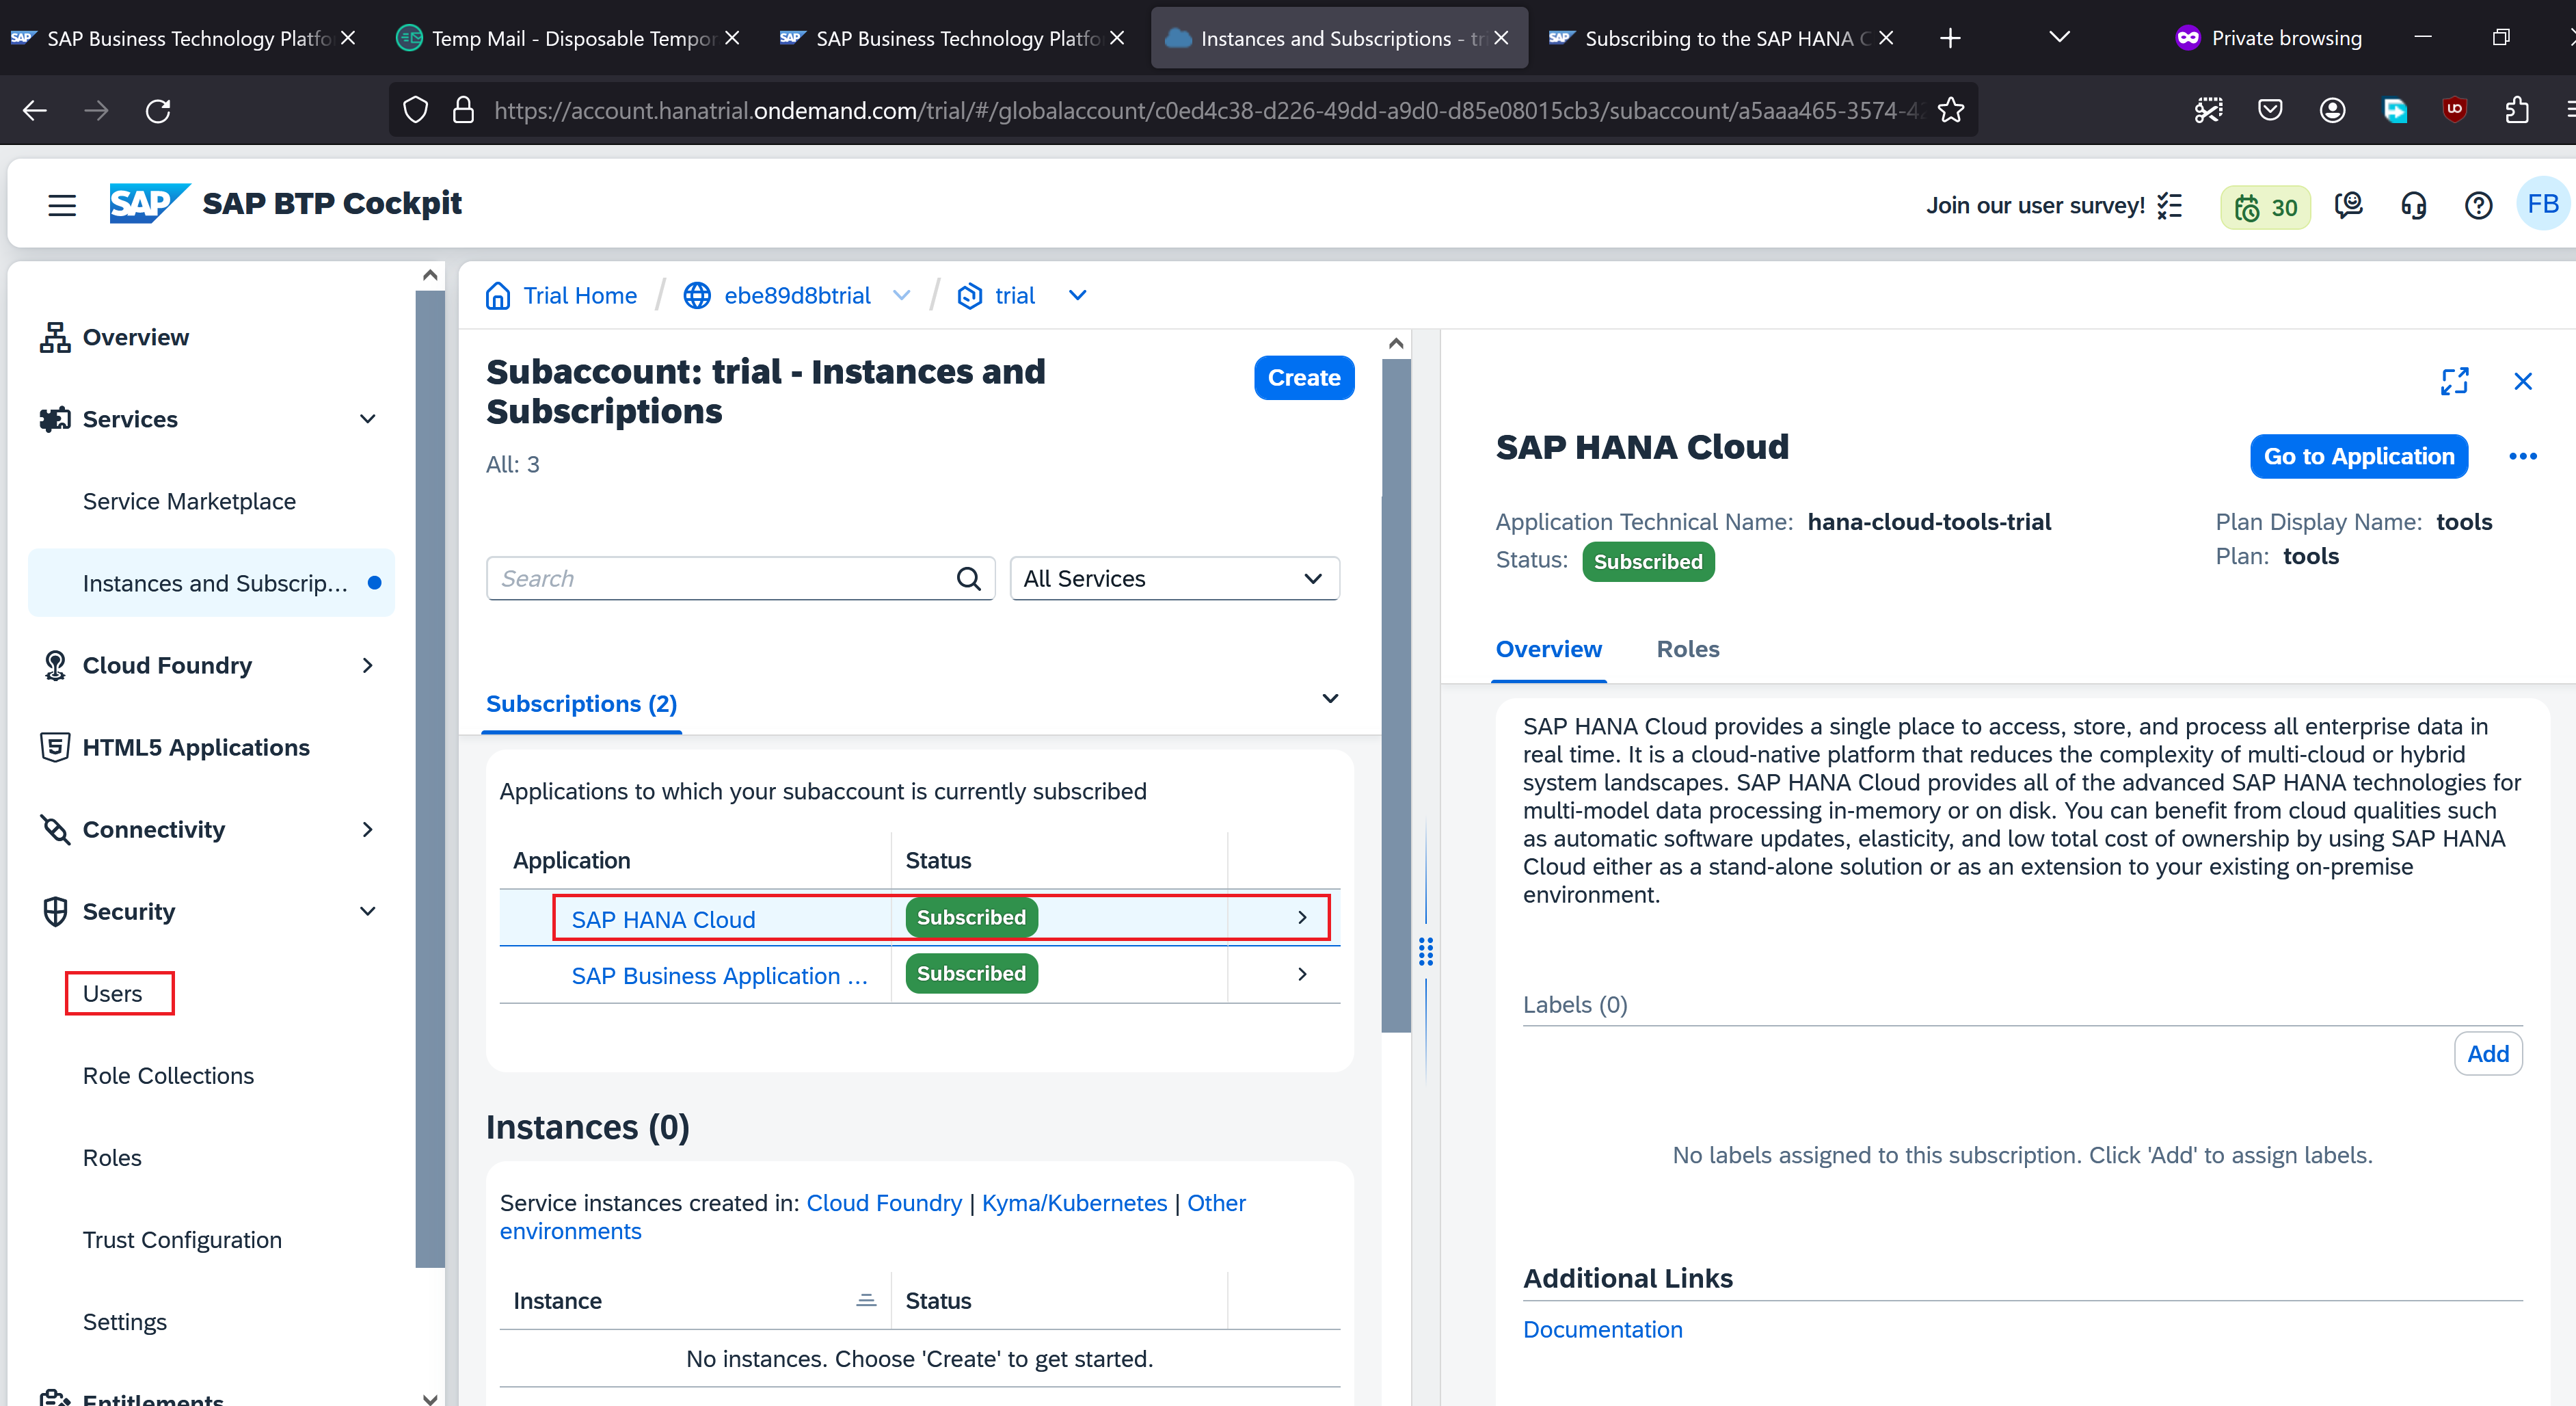 SAP Business Technology Platfo
Temp Mail - Disposable Tempor
SAP Business Technology Platfo
Instances and Subscriptions - tr
Subscribing to the SAP HANA C
Private browsing
https://account.hanatrial.ondemand.com/trial/#/globalaccount/c0ed4c38-d226-49dd-a9d0-d85e08015cb3/subaccount/a5aaa465-3574-42
SAP
SAP BTP Cockpit
Join our user survey!
30
FB
Overview
Services
Service Marketplace
Instances and Subscrip...
Cloud Foundry
HTML5 Applications
Connectivity
Security
Users
Role Collections
Roles
Trust Configuration
Settings
Entitlements
Trial Home / ebe89d8btrial / trial
Subaccount: trial - Instances and
Subscriptions
Create
All: 3
Search
All Services
Subscriptions (2)
Applications to which your subaccount is currently subscribed
Application Status
SAP HANA Cloud Subscribed
SAP Business Application ... Subscribed
Instances (0)
Service instances created in: Cloud Foundry | Kyma/Kubernetes | Other
environments
Instance Status
No instances. Choose 'Create' to get started.
SAP HANA Cloud
Go to Application
Application Technical Name: hana-cloud-tools-trial
Status: Subscribed
Plan Display Name: tools
Plan: tools
Overview Roles
SAP HANA Cloud provides a single place to access, store, and process all enterprise data in
real time. It is a cloud-native platform that reduces the complexity of multi-cloud or hybrid
system landscapes. SAP HANA Cloud provides all of the advanced SAP HANA technologies for
multi-model data processing in-memory or on disk. You can benefit from cloud qualities such
as automatic software updates, elasticity, and low total cost of ownership by using SAP HANA
Cloud either as a stand-alone solution or as an extension to your existing on-premise
environment.
Labels (0)
Add
No labels assigned to this subscription. Click 'Add' to assign labels.
Additional Links
Documentation